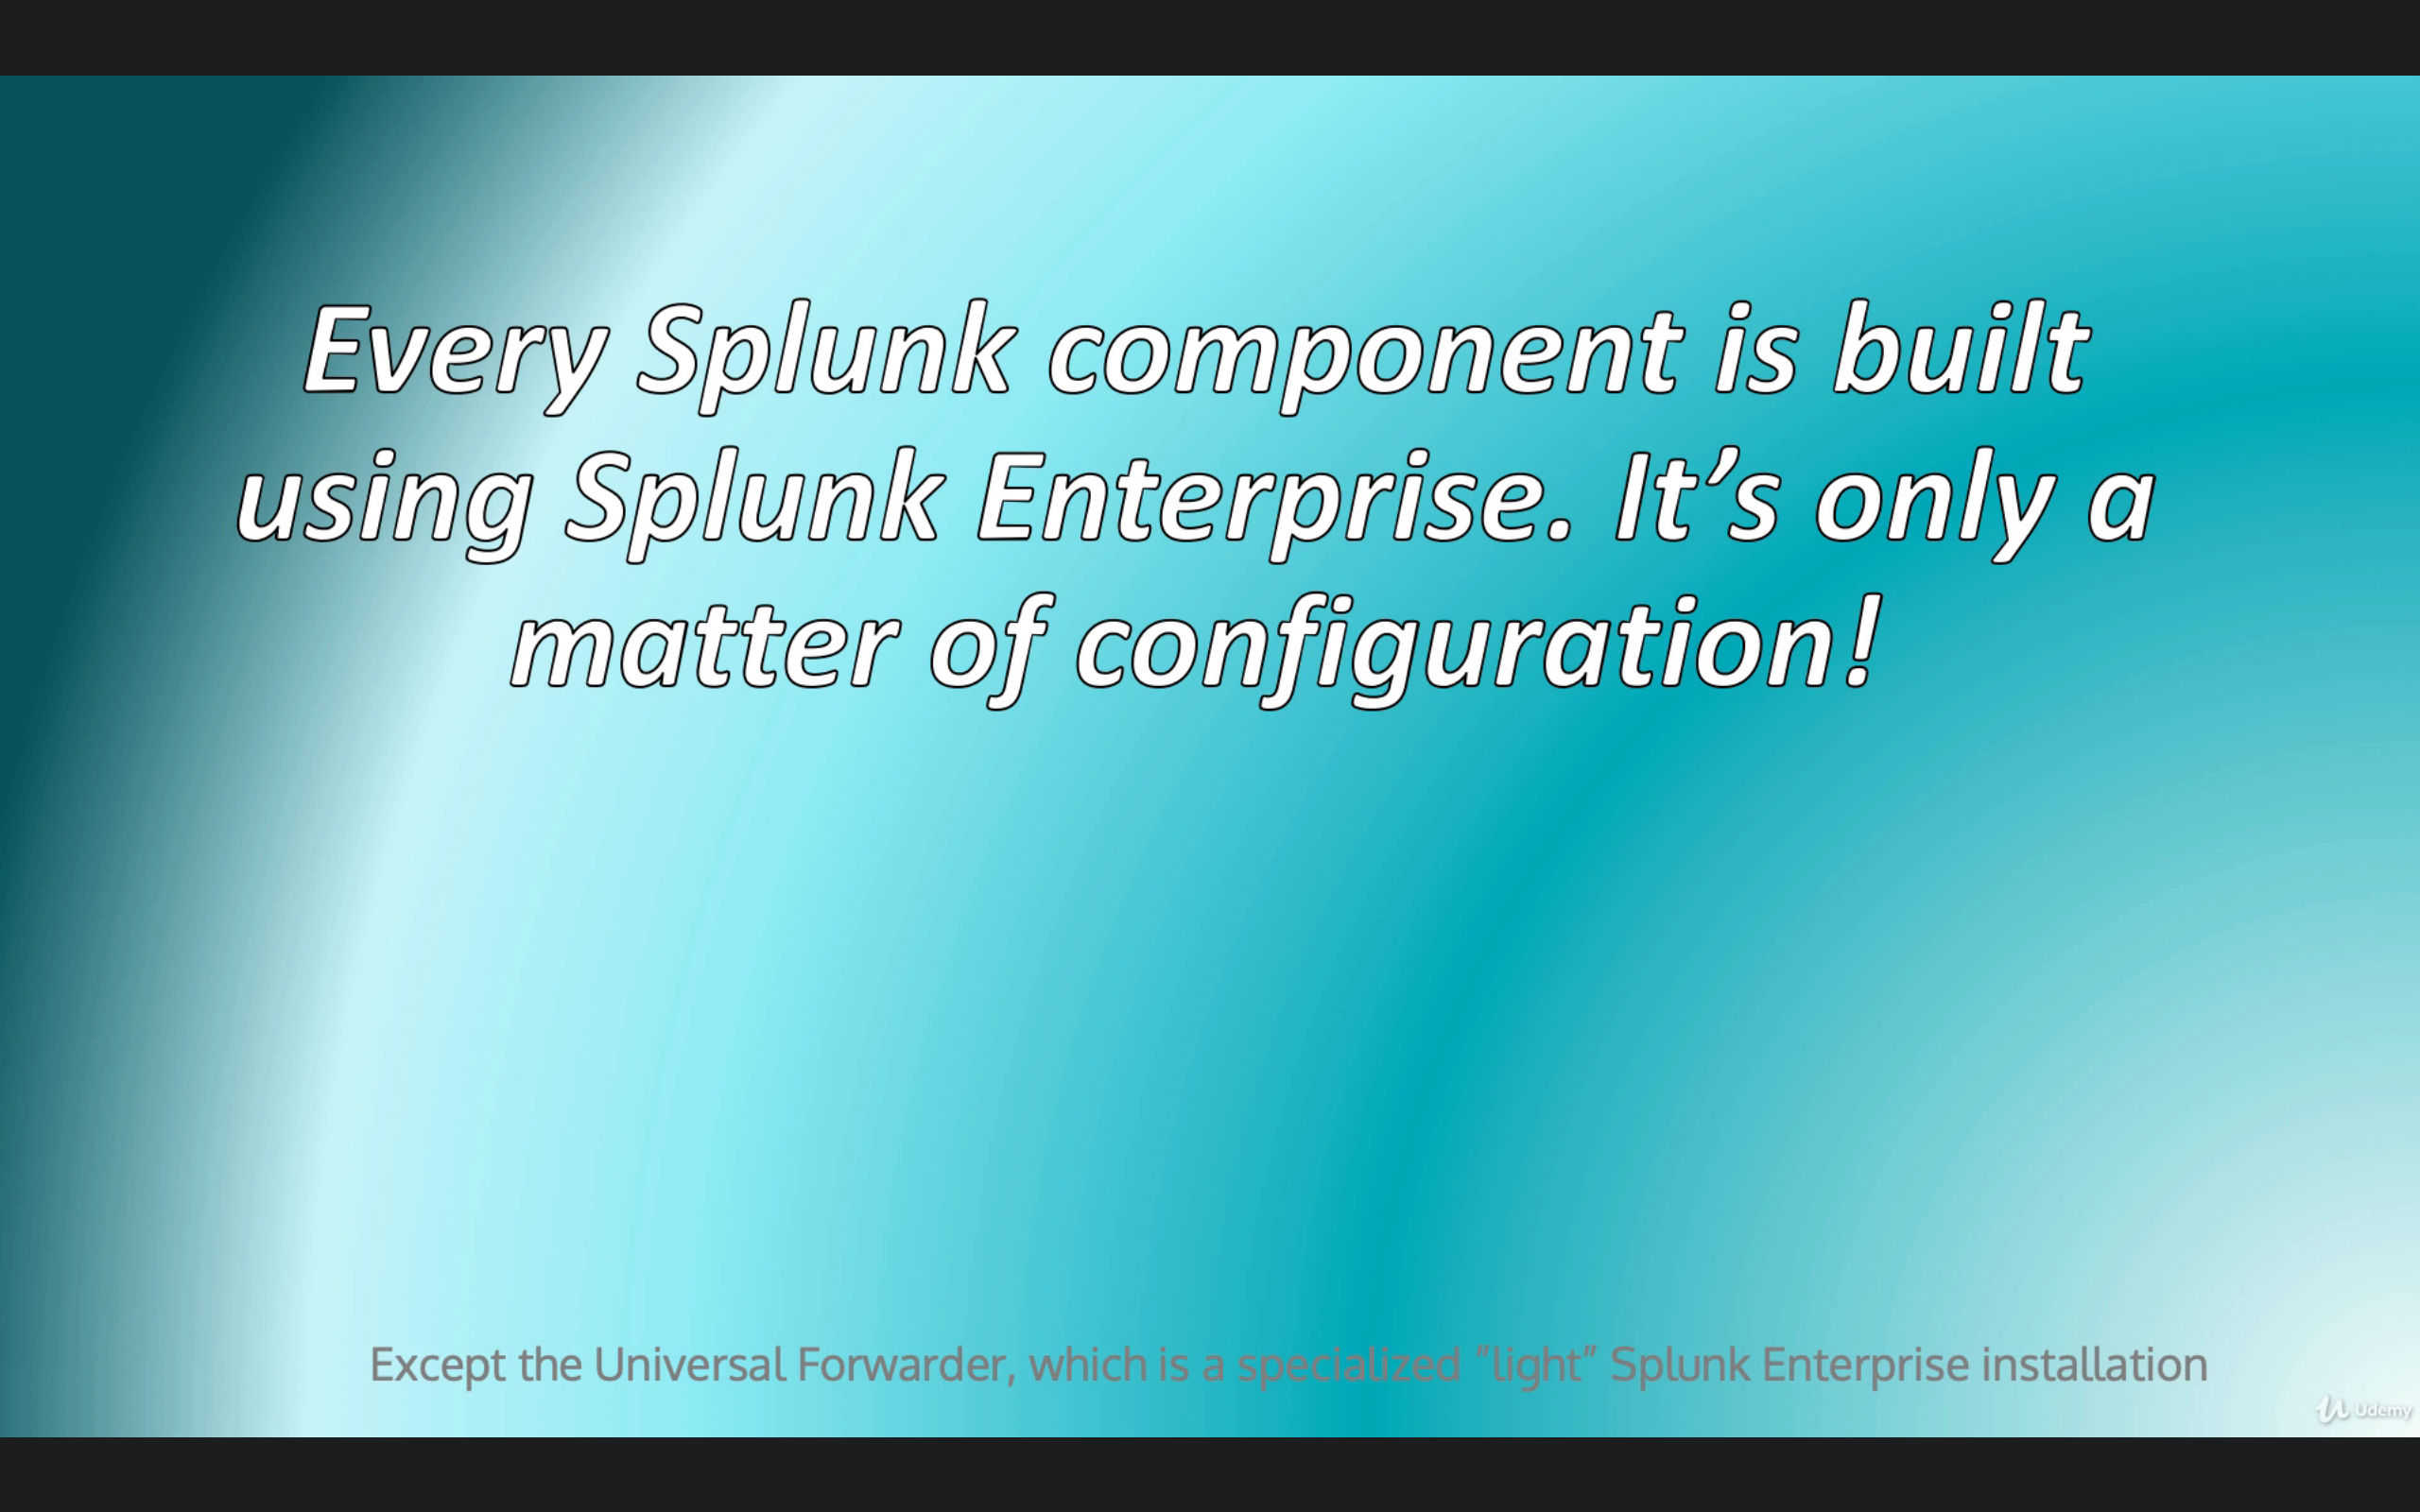 Every Splunk component is built
using Splunk Enterprise. It’s only a
matter of configuration!
Except the Universal Forwarder, which is a specialized "light" Splunk Enterprise installation
Udemy